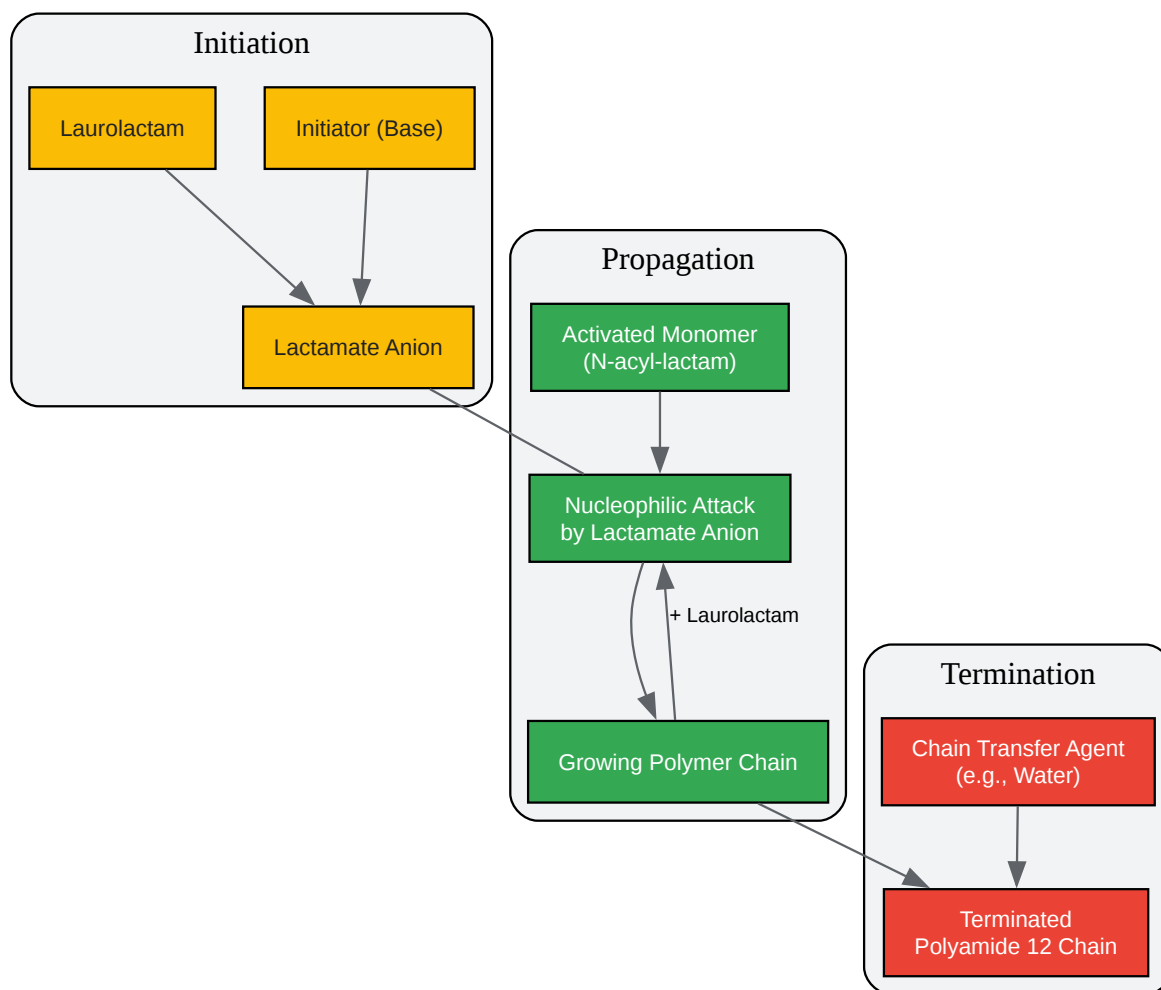 Initiation
Laurolactam
Initiator (Base)
Lactamate Anion
Propagation
Activated Monomer
(N-acyl-lactam)
Nucleophilic Attack
by Lactamate Anion
+ Laurolactam
Growing Polymer Chain
Termination
Chain Transfer Agent
(e.g., Water)
Terminated
Polyamide 12 Chain